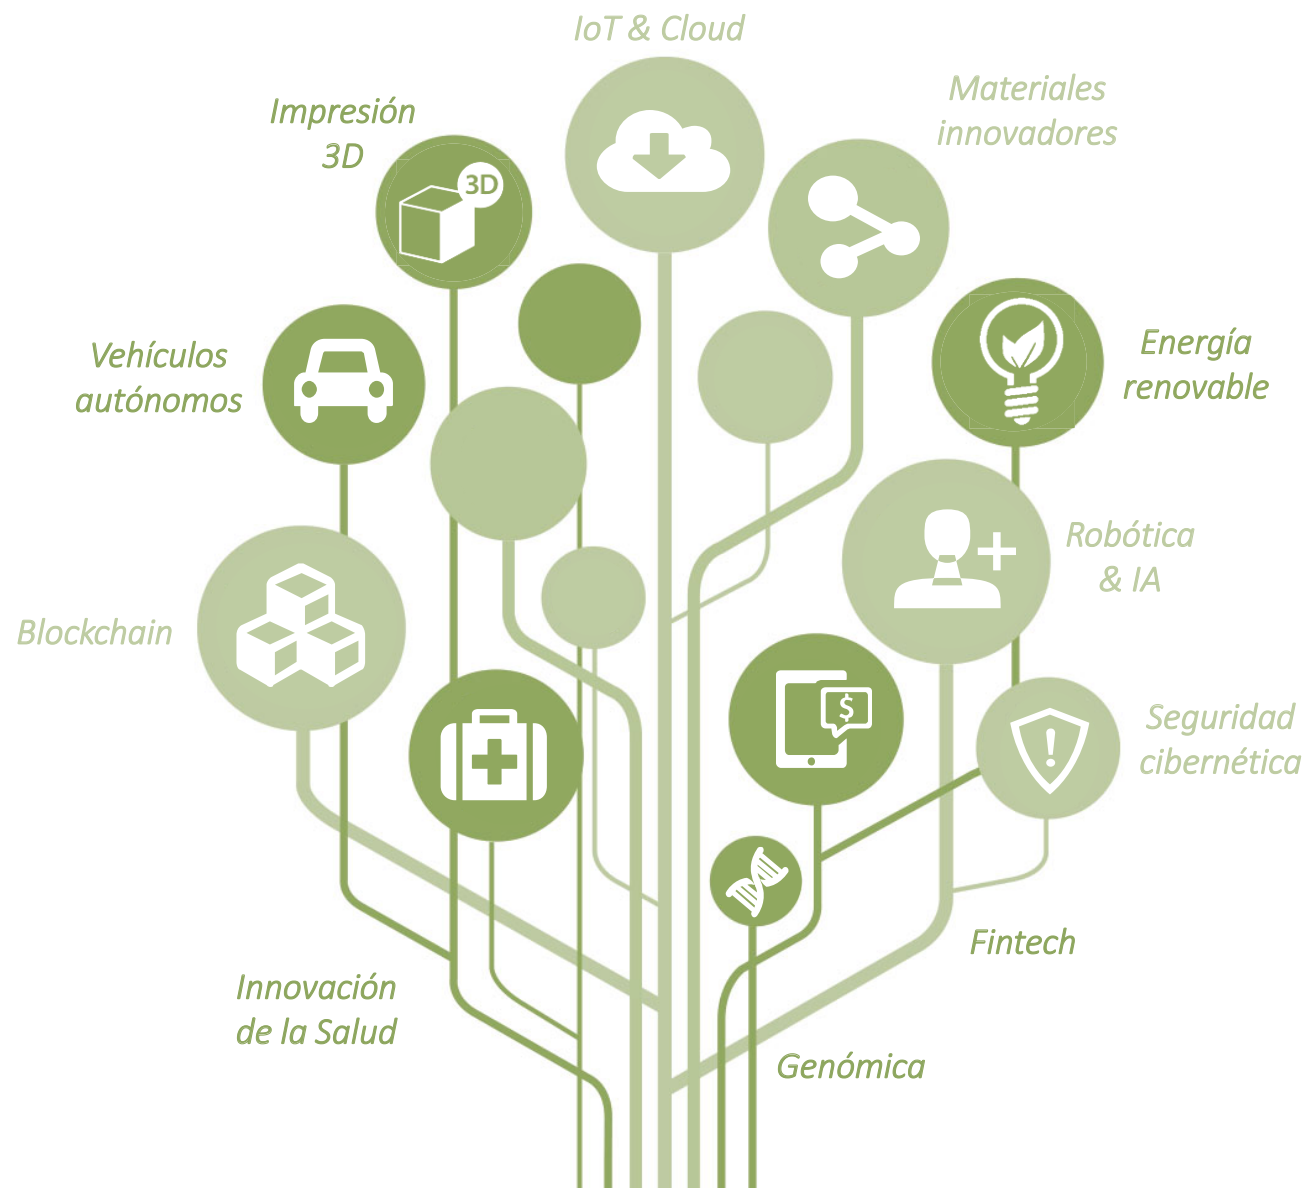 IoT & Cloud
Materiales
innovadores
Impresión
3D
3D
Vehículos
autónomos
Energía
renovable
Robótica
& IA
Blockchain
$
Seguridad
cibernética
!
Fintech
Innovación
de la Salud
Genómica